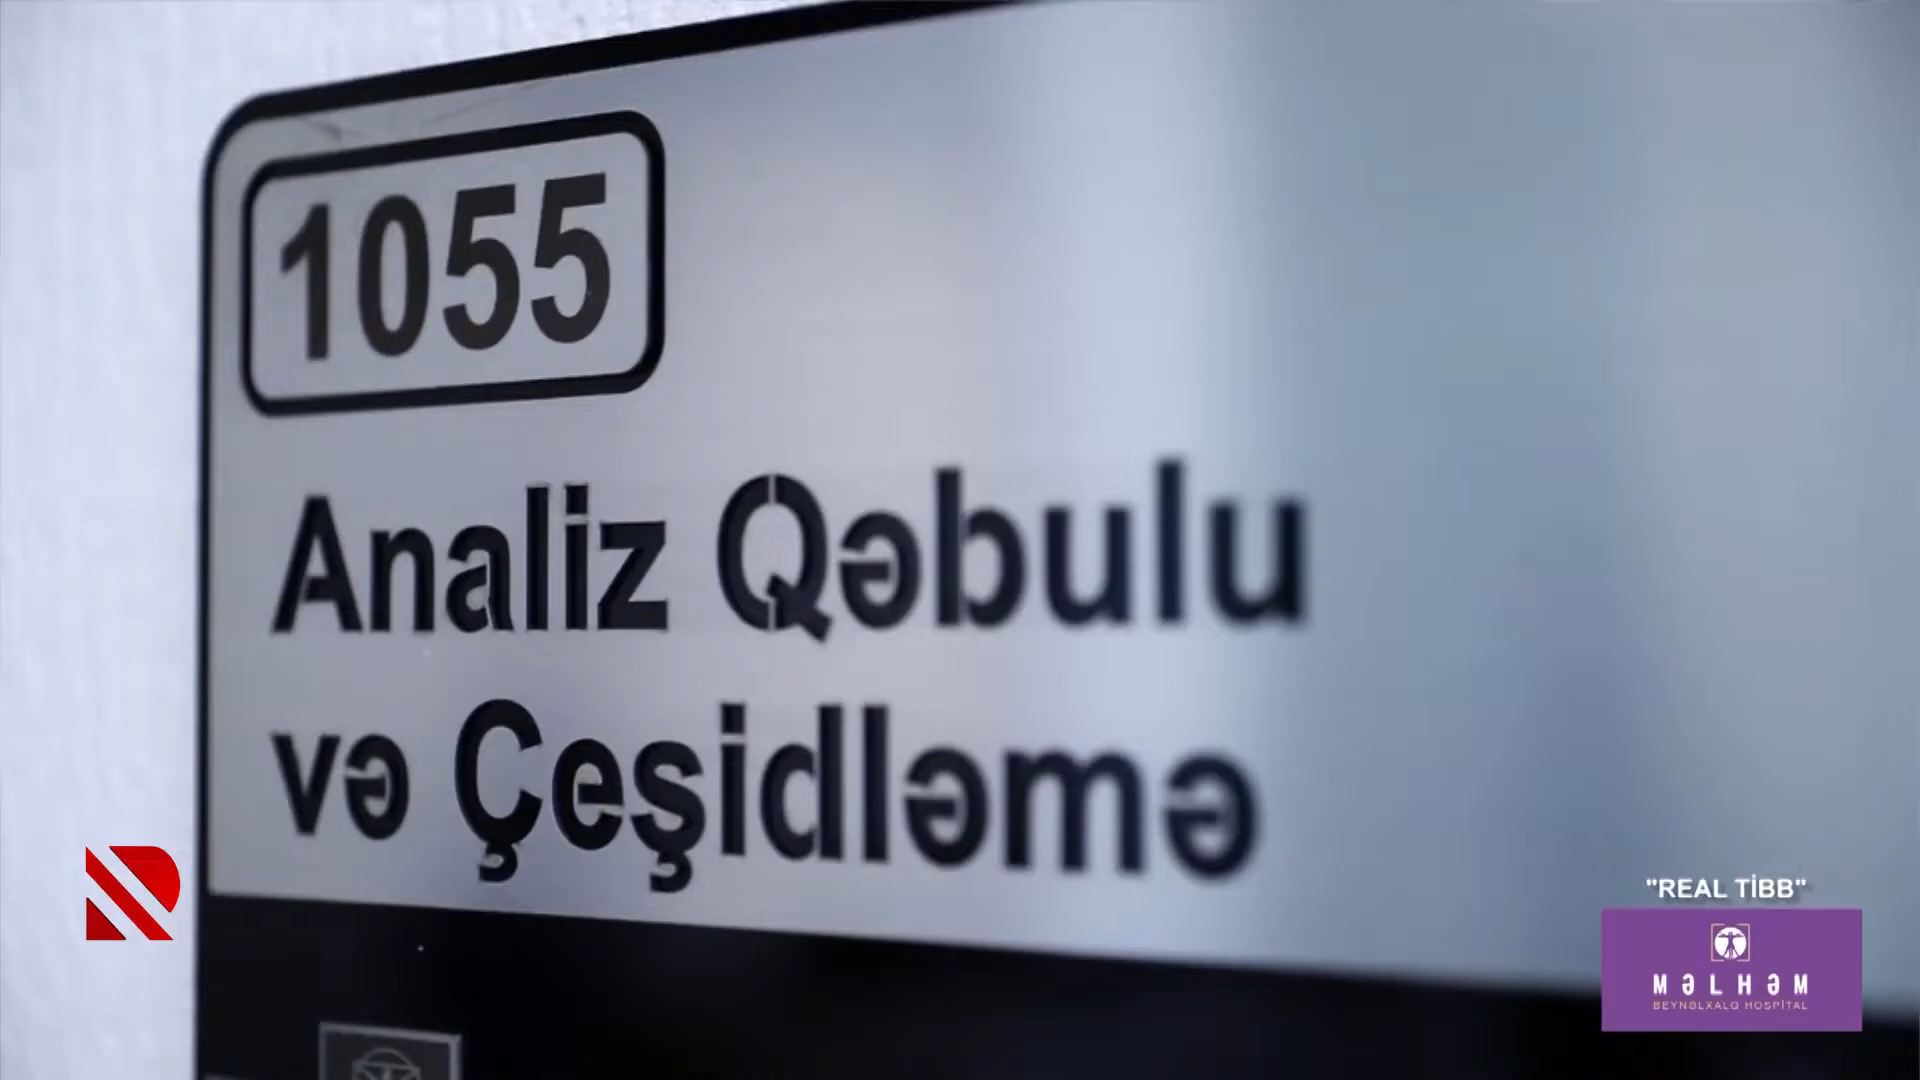 1055
Analiz Qəbulu
və Çeşidləmə
"REAL TİBB"
MƏLHƏM
BEYNƏLXALQ HOSPİTAL